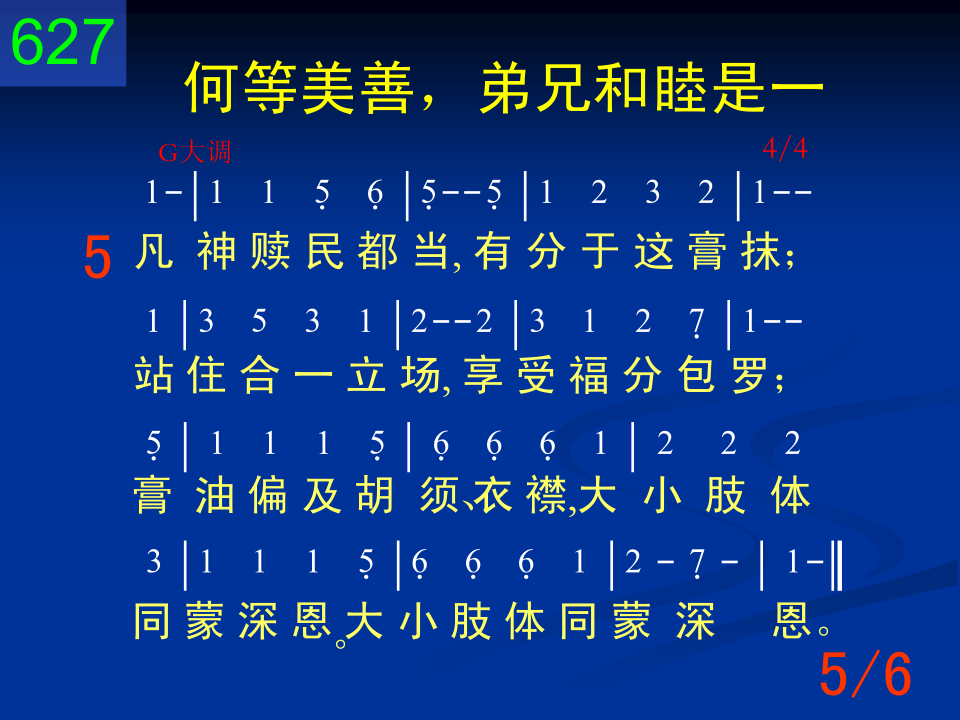 627
何等美善，弟兄和睦是一
G大调 4/4
1-|1 1 5̣ 6̣|5̣--5̣|1 2 3 2|1--
5 凡神赎民都当,有分于这膏抹；
1|3 5 3 1|2--2|3 1 2 7̣|1--
站住合一立场,享受福分包罗；
5̣|1 1 1 5̣|6̣ 6̣ 6̣ 1|2 2 2
膏油偏及胡须、衣襟,大小肢体
3|1 1 1 5̣|6̣ 6̣ 6̣ 1|2 - 7̣ -|1-‖
同蒙深恩。大小肢体同蒙深恩。
5/6